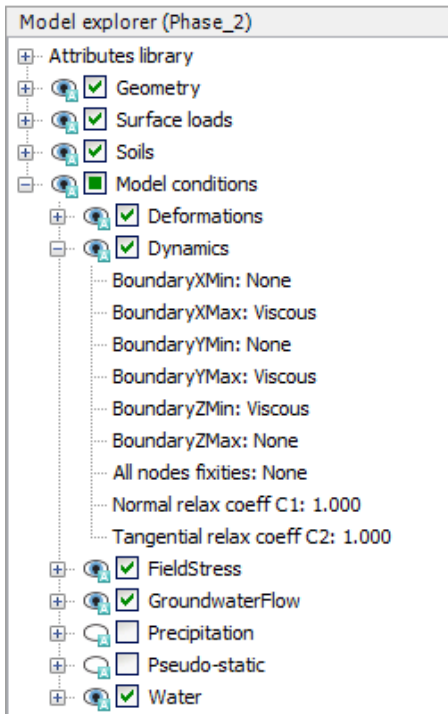 Model explorer (Phase_2)
Attributes library
Geometry
Surface loads
Soils
Model conditions
Deformations
Dynamics
BoundaryXMin: None
BoundaryXMax: Viscous
BoundaryYMin: None
BoundaryYMax: Viscous
BoundaryZMin: Viscous
BoundaryZMax: None
All nodes fixities: None
Normal relax coeff C1: 1.000
Tangential relax coeff C2: 1.000
FieldStress
GroundwaterFlow
Precipitation
Pseudo-static
Water